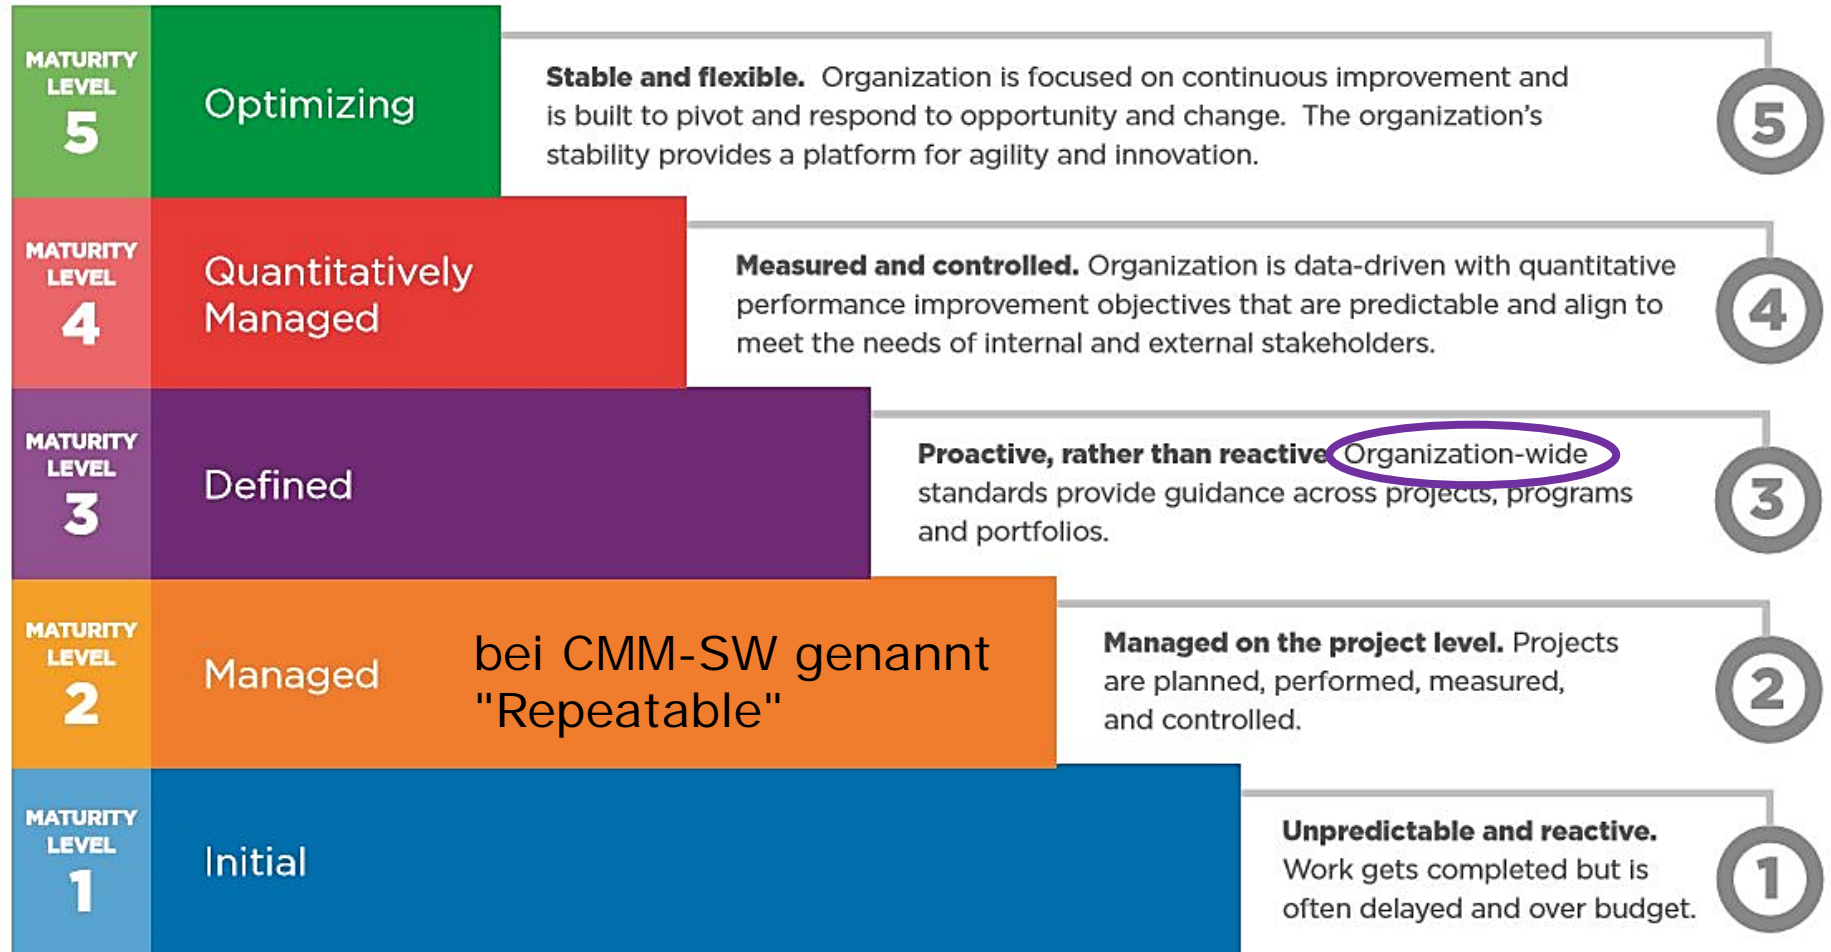 MATURITY
LEVEL
5
Optimizing
Stable and flexible. Organization is focused on continuous improvement and
is built to pivot and respond to opportunity and change. The organization's
stability provides a platform for agility and innovation.
5
MATURITY
LEVEL
4
Quantitatively
Managed
Measured and controlled. Organization is data-driven with quantitative
performance improvement objectives that are predictable and align to
meet the needs of internal and external stakeholders.
4
MATURITY
LEVEL
3
Defined
Proactive, rather than reactive Organization-wide
standards provide guidance across projects, programs
and portfolios.
3
MATURITY
LEVEL
2
Managed
bei CMM-SW genannt
"Repeatable"
Managed on the project level. Projects
are planned, performed, measured,
and controlled.
2
MATURITY
LEVEL
1
Initial
Unpredictable and reactive.
Work gets completed but is
often delayed and over budget.
1